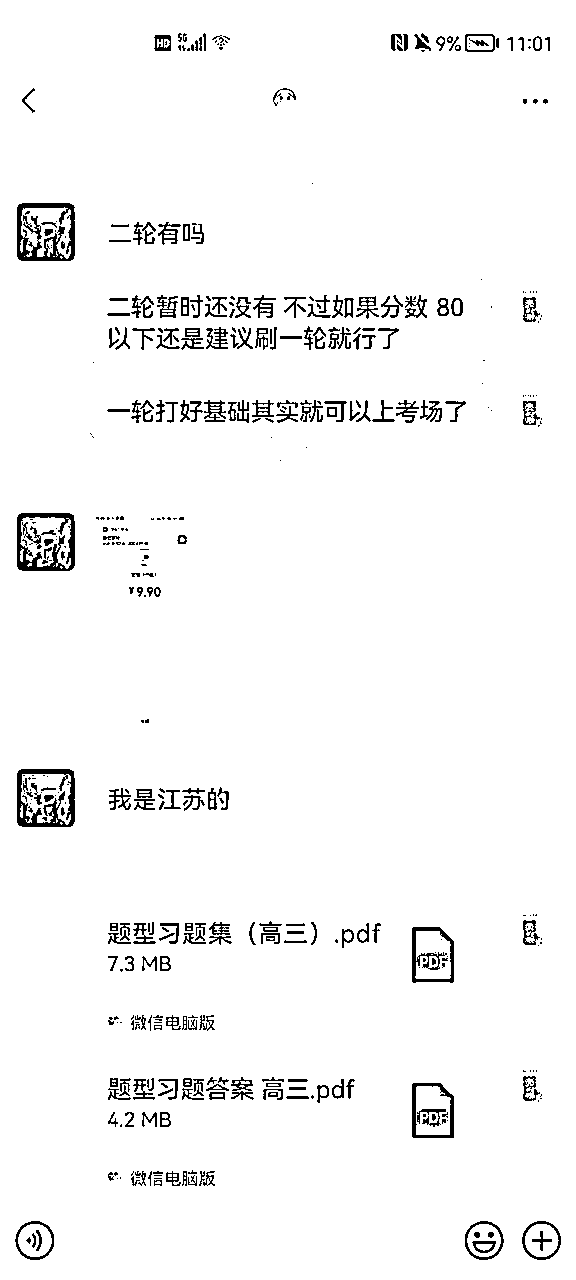 HD 5G 9% 11:01
二轮有吗
二轮暂时还没有 不过如果分数 80
以下还是建议刷一轮就行了
一轮打好基础其实就可以上考场了
¥9.90
我是江苏的
题型习题集（高三）.pdf
7.3 MB
PDF
微信电脑版
题型习题答案 高三.pdf
4.2 MB
PDF
微信电脑版